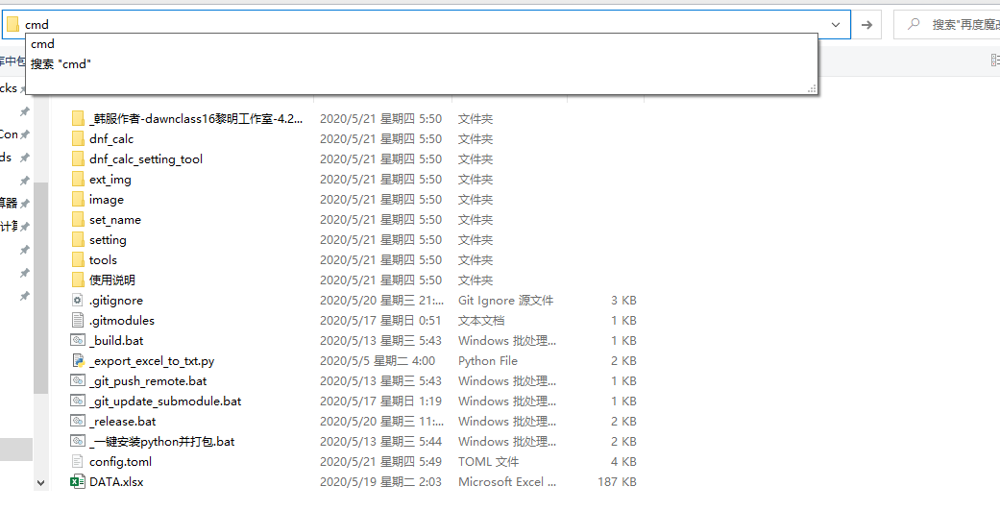 cmd
搜索"再度魔改
cmd
搜索 "cmd"
库中包
cks
Con
ds
算器
计算
_韩服作者-dawnclass16黎明工作室-4.2... 2020/5/21 星期四 5:50 文件夹
dnf_calc 2020/5/21 星期四 5:50 文件夹
dnf_calc_setting_tool 2020/5/21 星期四 5:50 文件夹
ext_img 2020/5/21 星期四 5:50 文件夹
image 2020/5/21 星期四 5:50 文件夹
set_name 2020/5/21 星期四 5:50 文件夹
setting 2020/5/21 星期四 5:50 文件夹
tools 2020/5/21 星期四 5:50 文件夹
使用说明 2020/5/21 星期四 5:50 文件夹
.gitignore 2020/5/20 星期三 21:... Git Ignore 源文件 3 KB
.gitmodules 2020/5/17 星期日 0:51 文本文档 1 KB
_build.bat 2020/5/13 星期三 5:43 Windows 批处理... 1 KB
_export_excel_to_txt.py 2020/5/5 星期二 4:00 Python File 2 KB
_git_push_remote.bat 2020/5/13 星期三 5:43 Windows 批处理... 1 KB
_git_update_submodule.bat 2020/5/17 星期日 1:19 Windows 批处理... 1 KB
_release.bat 2020/5/20 星期三 11:... Windows 批处理... 2 KB
_一键安装python并打包.bat 2020/5/13 星期三 5:44 Windows 批处理... 2 KB
config.toml 2020/5/21 星期四 5:49 TOML 文件 4 KB
DATA.xlsx 2020/5/19 星期二 2:03 Microsoft Excel ... 187 KB